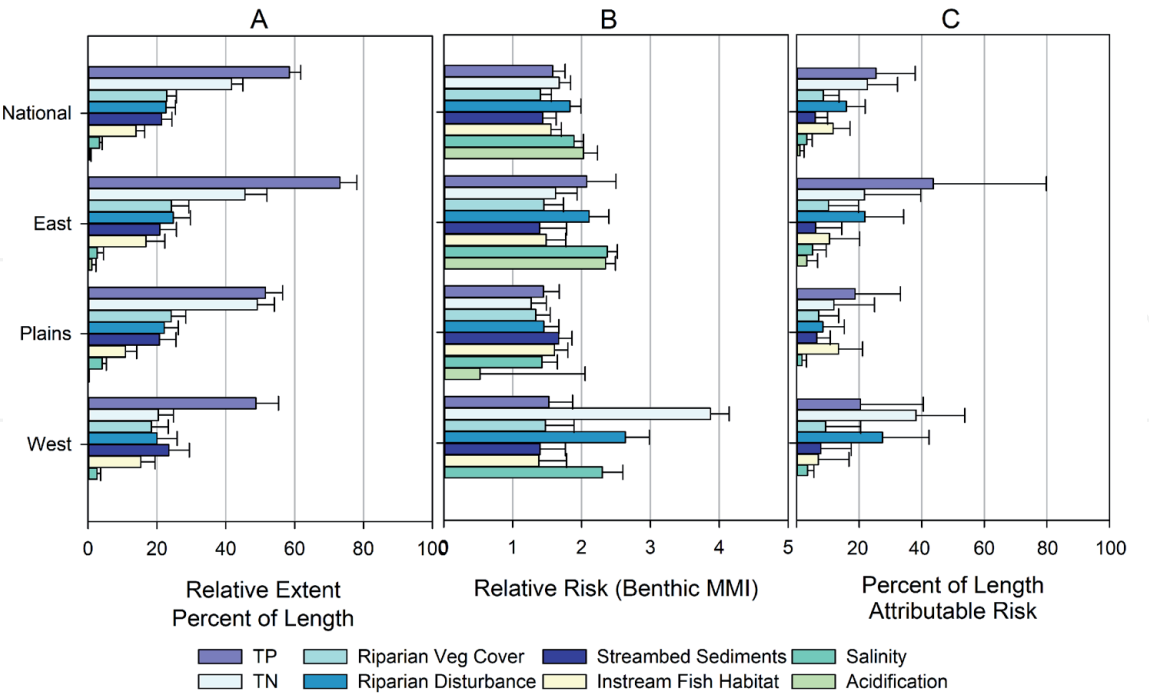 A B C
National
East
Plains
West
0 20 40 60 80 100
0 1 2 3 4 5
20 40 60 80 100
Relative Extent
Percent of Length
Relative Risk (Benthic MMI)
Percent of Length
Attributable Risk
TP Riparian Veg Cover Streambed Sediments Salinity
TN Riparian Disturbance Instream Fish Habitat Acidification